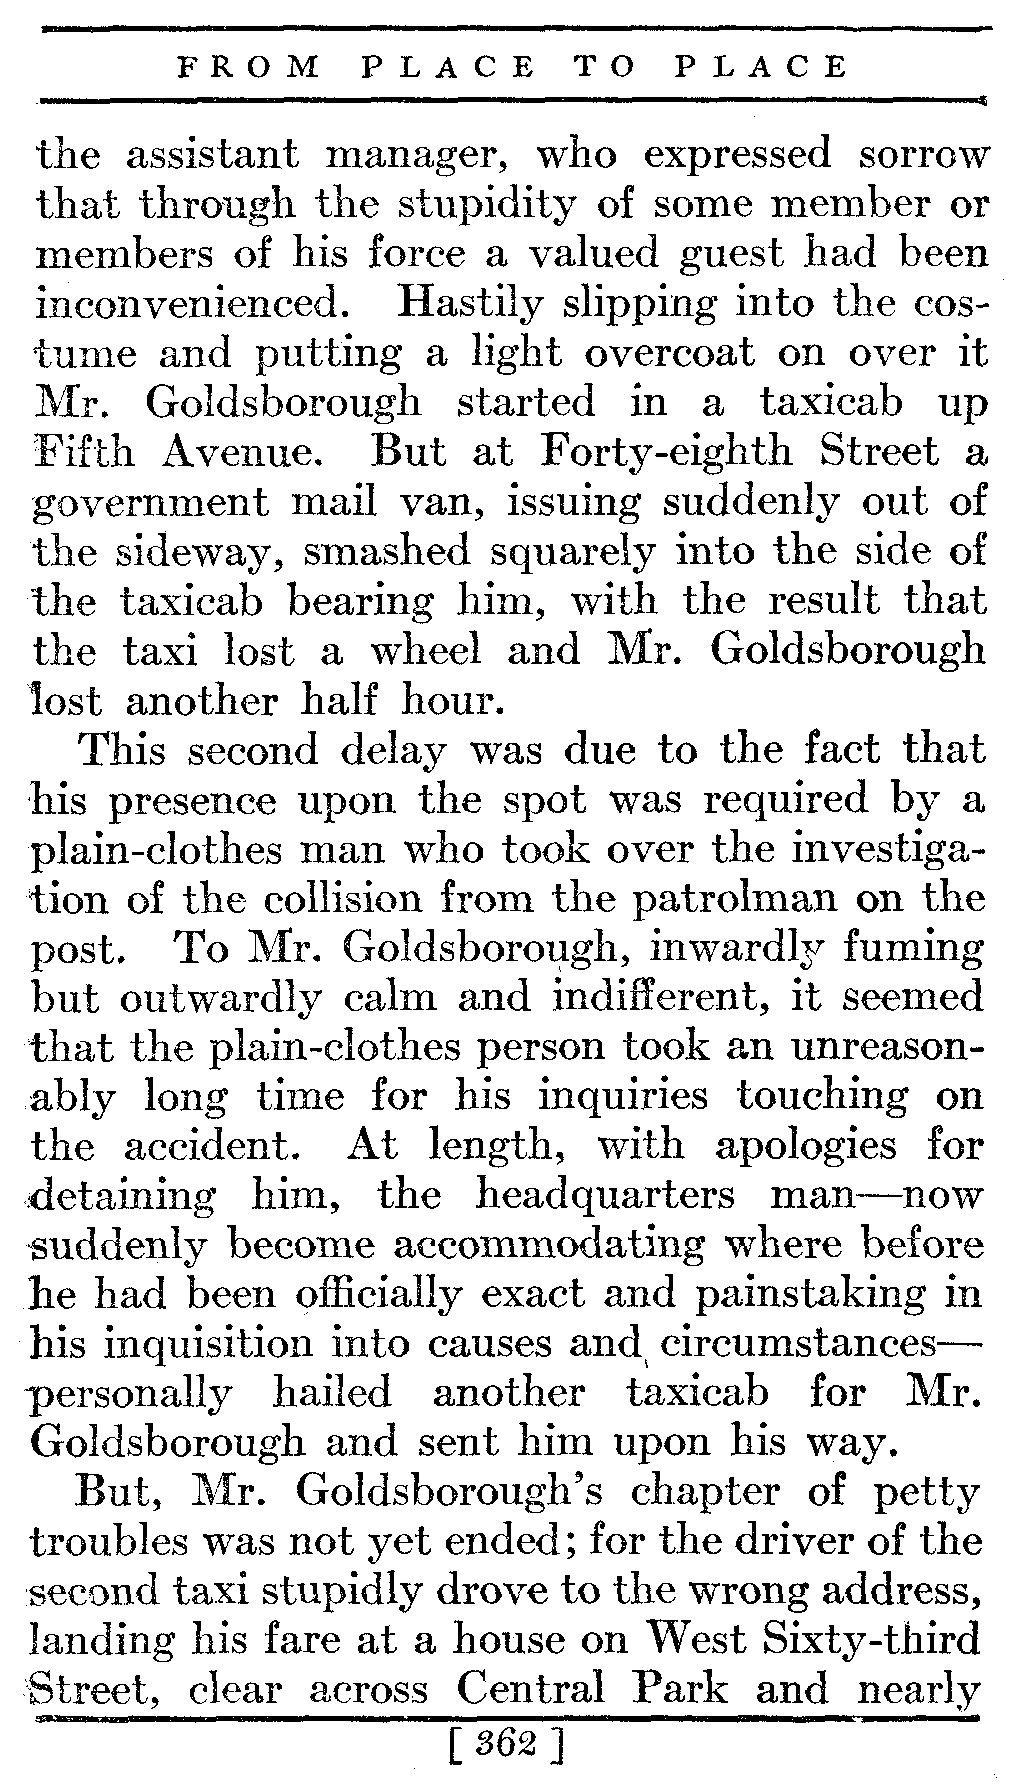 FROM PLACE TO PLACE
the assistant manager, who expressed sorrow
that through the stupidity of some member or
members of his force a valued guest had been
inconvenienced. Hastily slipping into the cos-
tume and putting a light overcoat on over it
Mr. Goldsborough started in a taxicab up
Fifth Avenue. But at Forty-eighth Street a
government mail van, issuing suddenly out of
the sideway, smashed squarely into the side of
the taxicab bearing him, with the result that
the taxi lost a wheel and Mr. Goldsborough
lost another half hour.
This second delay was due to the fact that
his presence upon the spot was required by a
plain-clothes man who took over the investiga-
tion of the collision from the patrolman on the
post. To Mr. Goldsborough, inwardly fuming
but outwardly calm and indifferent, it seemed
that the plain-clothes person took an unreason-
ably long time for his inquiries touching on
the accident. At length, with apologies for
detaining him, the headquarters man—now
suddenly become accommodating where before
he had been officially exact and painstaking in
his inquisition into causes and circumstances—
personally hailed another taxicab for Mr.
Goldsborough and sent him upon his way.
But, Mr. Goldsborough's chapter of petty
troubles was not yet ended; for the driver of the
second taxi stupidly drove to the wrong address,
landing his fare at a house on West Sixty-third
Street, clear across Central Park and nearly
[ 362 ]